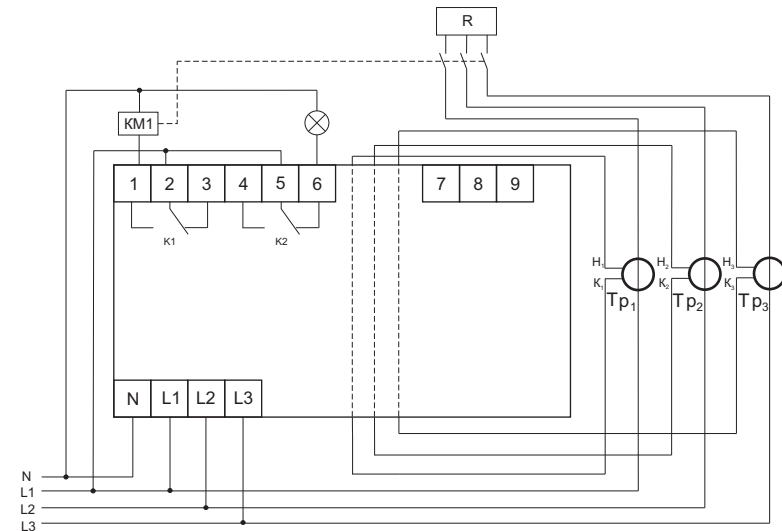 R
KM1
1 2 3 4 5 6 7 8 9
K1 K2
H₁ H₂ H₃
K₁ K₂ K₃
Tp₁ Tp₂ Tp₃
N L1 L2 L3
N
L1
L2
L3